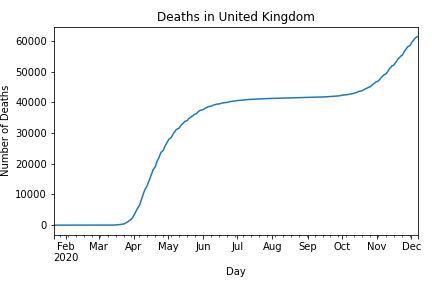 Deaths in United Kingdom
Number of Deaths
60000
50000
40000
30000
20000
10000
0
Feb Mar Apr May Jun Jul Aug Sep Oct Nov Dec
2020
Day